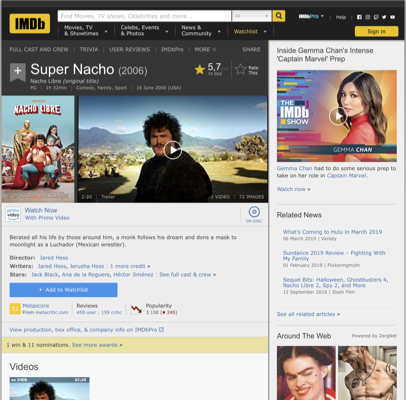 IMDb
Find Movies, TV shows, Celebrities and more...
All
IMDbPro
Help
Movies, TV
& Showtimes
Celebs, Events
& Photos
News &
Community
Watchlist
Sign in
FULL CAST AND CREW | TRIVIA | USER REVIEWS | IMDbPro | MORE
SHARE
Super Nacho (2006)
Nacho Libre (original title)
PG | 1h 32min | Comedy, Family, Sport | 16 June 2006 (USA)
5,7
Rate
This
NACHO LIBRE
2:20 | Trailer
1 VIDEO | 72 IMAGES
prime
video
Watch Now
With Prime Video
ON DISC
Berated all his life by those around him, a monk follows his dream and dons a mask to
moonlight as a Luchador (Mexican wrestler).
Director: Jared Hess
Writers: Jared Hess, Jerusha Hess | 1 more credit »
Stars: Jack Black, Ana de la Reguera, Héctor Jiménez | See full cast & crew »
+ Add to Watchlist
Metascore
From metacritic.com
Reviews
459 user | 159 critic
Popularity
3 150 (245)
View production, box office, & company info on IMDbPro
1 win & 11 nominations. See more awards »
Videos
Inside Gemma Chan's Intense
'Captain Marvel' Prep
THE
IMDb
SHOW
GEMMA CHAN
Gemma Chan had to do some serious prep to
take on her role in Captain Marvel.
Watch now »
Related News
What's Coming to Hulu in March 2019
06 March 2019 | Variety
Sundance 2019 Review – Fighting With
My Family
01 February 2019 | Flickeringmyth
Sequel Bits: Halloween, Ghostbusters 4,
Nacho Libre 2, Spy 2, and More
12 September 2018 | Slash Film
See all related articles »
Around The Web
Powered by ZergNet